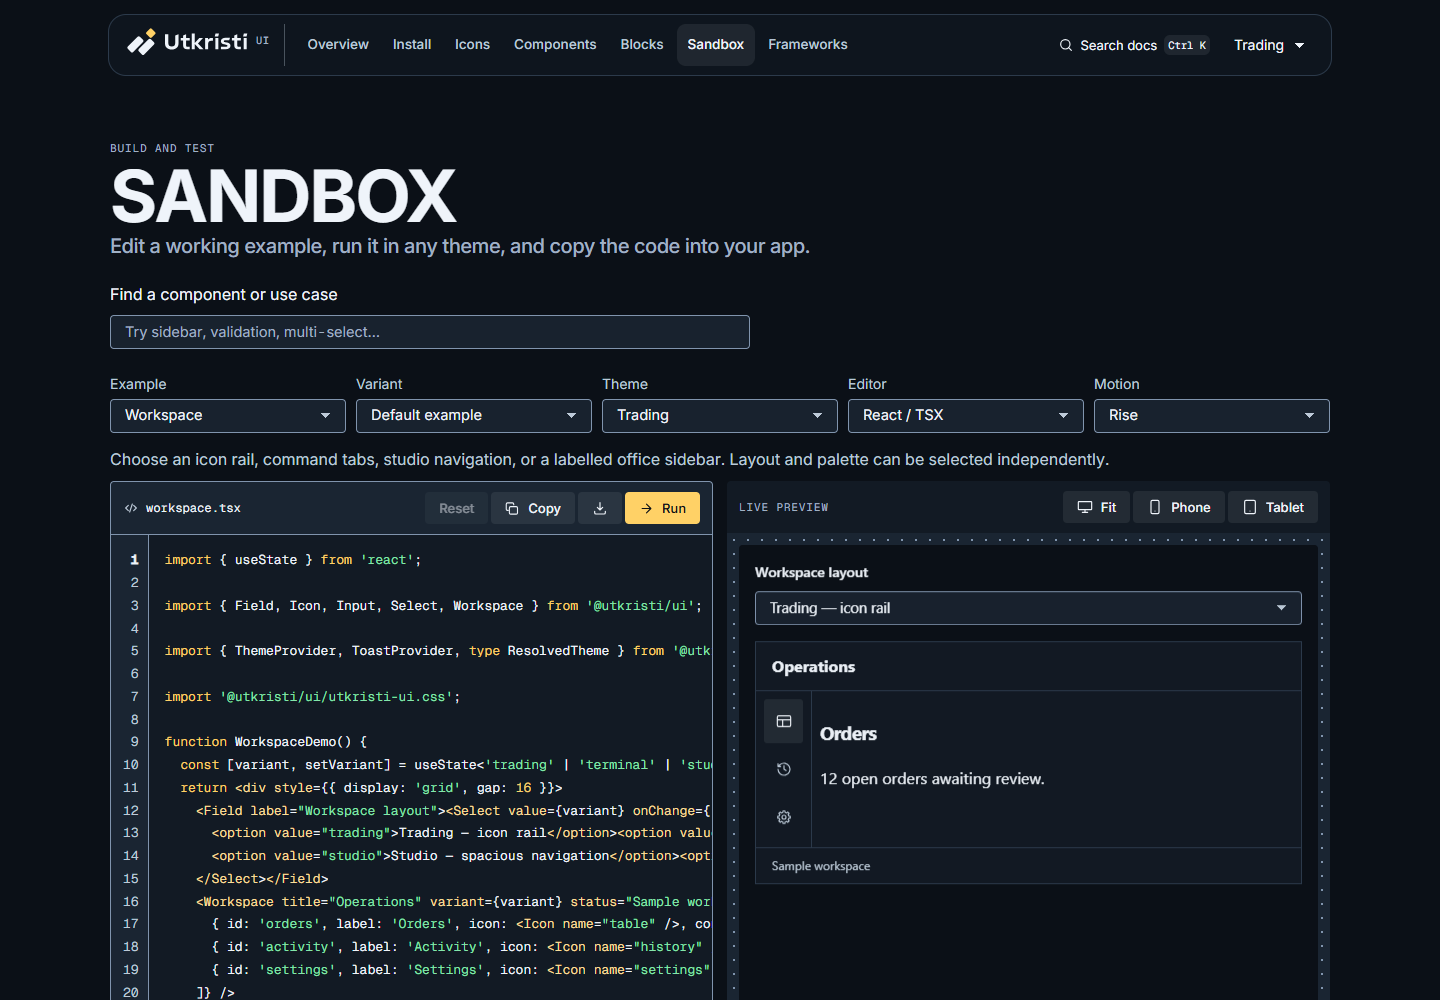 Utkristi UI
Overview Install Icons Components Blocks Sandbox Frameworks
Search docs Ctrl K Trading
BUILD AND TEST
SANDBOX
Edit a working example, run it in any theme, and copy the code into your app.
Find a component or use case
Try sidebar, validation, multi-select...
Example Variant Theme Editor Motion
Workspace Default example Trading React / TSX Rise
Choose an icon rail, command tabs, studio navigation, or a labelled office sidebar. Layout and palette can be selected independently.
workspace.tsx Reset Copy Run
1 import { useState } from 'react';
2
3 import { Field, Icon, Input, Select, Workspace } from '@utkristi/ui';
4
5 import { ThemeProvider, ToastProvider, type ResolvedTheme } from '@utk
6
7 import '@utkristi/ui/utkristi-ui.css';
8
9 function WorkspaceDemo() {
10 const [variant, setVariant] = useState<'trading' | 'terminal' | 'stu
11 return <div style={{ display: 'grid', gap: 16 }}>
12 <Field label="Workspace layout"><Select value={variant} onChange={
13 <option value="trading">Trading — icon rail</option><option valu
14 <option value="studio">Studio — spacious navigation</option><opt
15 </Select></Field>
16 <Workspace title="Operations" variant={variant} status="Sample wor
17 { id: 'orders', label: 'Orders', icon: <Icon name="table" />, co
18 { id: 'activity', label: 'Activity', icon: <Icon name="history"
19 { id: 'settings', label: 'Settings', icon: <Icon name="settings"
20 ]} />
LIVE PREVIEW Fit Phone Tablet
Workspace layout
Trading — icon rail
Operations
Orders
12 open orders awaiting review.
Sample workspace